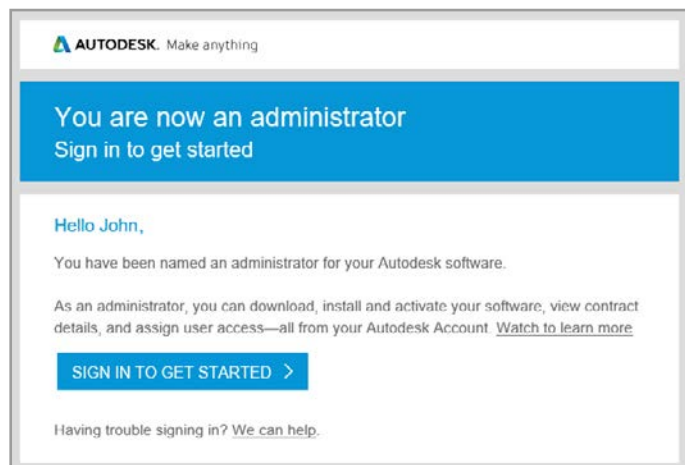 AUTODESK. Make anything
You are now an administrator
Sign in to get started
Hello John,
You have been named an administrator for your Autodesk software.
As an administrator, you can download, install and activate your software, view contract
details, and assign user access—all from your Autodesk Account. Watch to learn more
SIGN IN TO GET STARTED >
Having trouble signing in? We can help.